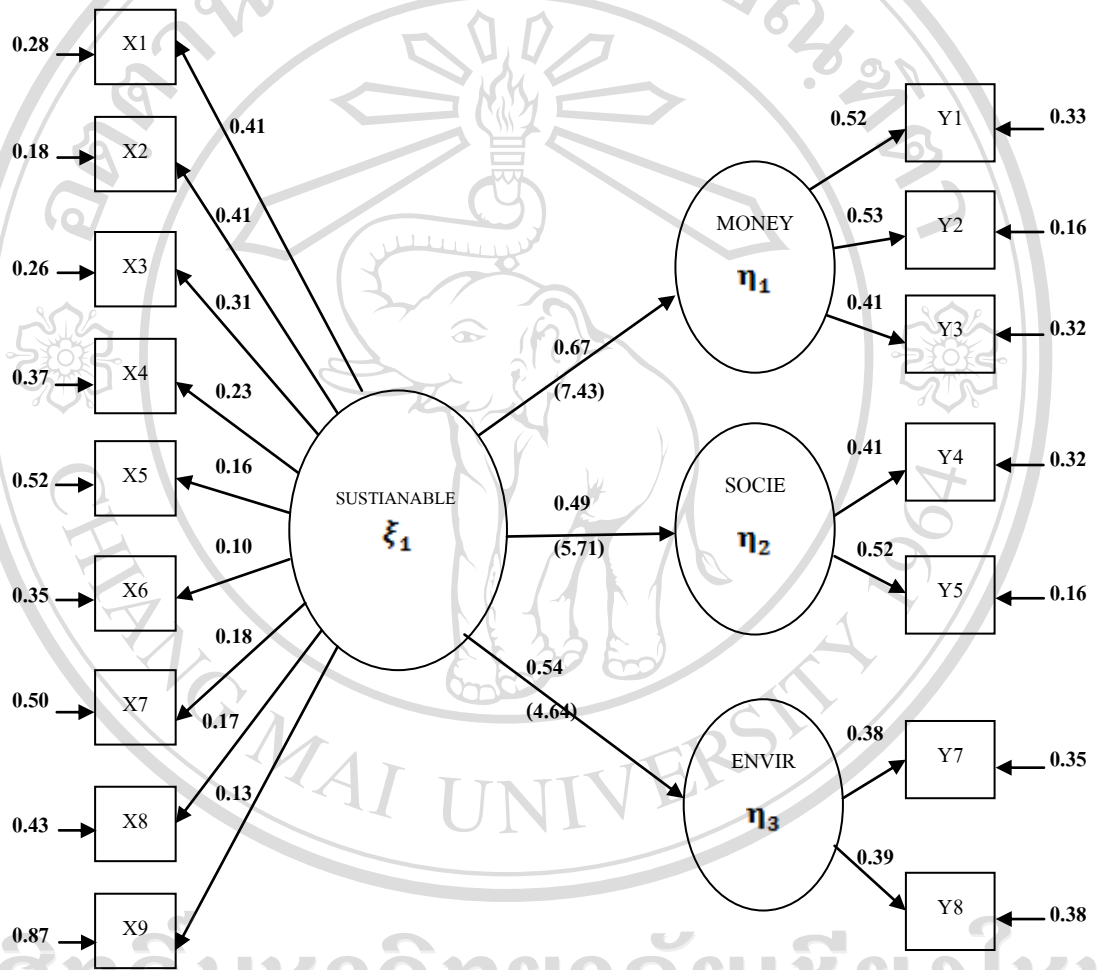 0.28 X1
0.41
0.18 X2
0.41
0.26 X3
0.31
0.37 X4
0.23
0.52 X5
0.16
0.35 X6
0.10
0.50 X7
0.18
0.43 X8
0.17
0.87 X9
0.13
SUSTIANABLE
ξ₁
0.67
(7.43)
0.49
(5.71)
0.54
(4.64)
MONEY
η₁
SOCIE
η₂
ENVIR
η₃
0.52 Y1 0.33
0.53 Y2 0.16
0.41 Y3 0.32
0.41 Y4 0.32
0.52 Y5 0.16
0.38 Y7 0.35
0.39 Y8 0.38
CHIANG MAI UNIVERSITY 1964